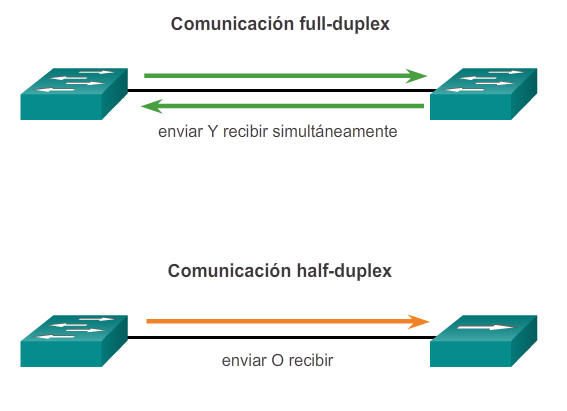 Comunicación full-duplex
enviar Y recibir simultáneamente
Comunicación half-duplex
enviar O recibir